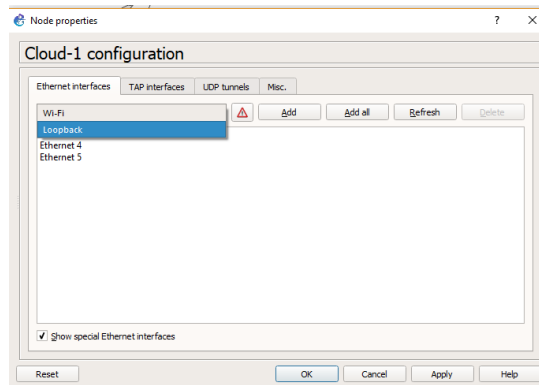 Node properties ? X
Cloud-1 configuration
Ethernet interfaces TAP interfaces UDP tunnels Misc.
Wi-Fi Add Add all Refresh Delete
Loopback
Ethernet 4
Ethernet 5
Show special Ethernet interfaces
Reset OK Cancel Apply Help